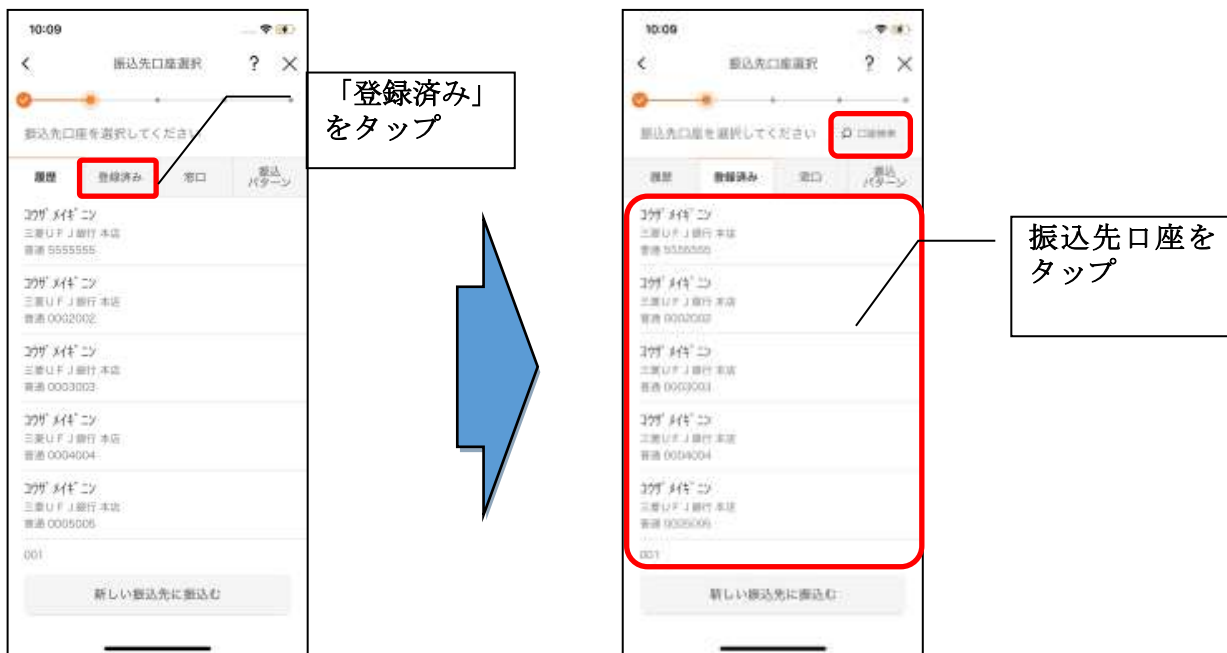 10:09
振込先口座選択
?
振込先口座を選択してください
履歴
登録済み
窓口
振込
パターン
ｺｳｻﾞ ﾒｲｷﾞﾆﾝ
三菱ＵＦＪ銀行 本店
普通 5555555
ｺｳｻﾞ ﾒｲｷﾞﾆﾝ
三菱ＵＦＪ銀行 本店
普通 0002002
ｺｳｻﾞ ﾒｲｷﾞﾆﾝ
三菱ＵＦＪ銀行 本店
普通 0003003
ｺｳｻﾞ ﾒｲｷﾞﾆﾝ
三菱ＵＦＪ銀行 本店
普通 0004004
ｺｳｻﾞ ﾒｲｷﾞﾆﾝ
三菱ＵＦＪ銀行 本店
普通 0005005
001
新しい振込先に振込む
「登録済み」
をタップ
10:09
振込先口座選択
?
振込先口座を選択してください
口座検索
履歴
登録済み
窓口
振込
パターン
ｺｳｻﾞ ﾒｲｷﾞﾆﾝ
三菱ＵＦＪ銀行 本店
普通 5555555
ｺｳｻﾞ ﾒｲｷﾞﾆﾝ
三菱ＵＦＪ銀行 本店
普通 0002002
ｺｳｻﾞ ﾒｲｷﾞﾆﾝ
三菱ＵＦＪ銀行 本店
普通 0003003
ｺｳｻﾞ ﾒｲｷﾞﾆﾝ
三菱ＵＦＪ銀行 本店
普通 0004004
ｺｳｻﾞ ﾒｲｷﾞﾆﾝ
三菱ＵＦＪ銀行 本店
普通 0005005
001
新しい振込先に振込む
振込先口座を
タップ